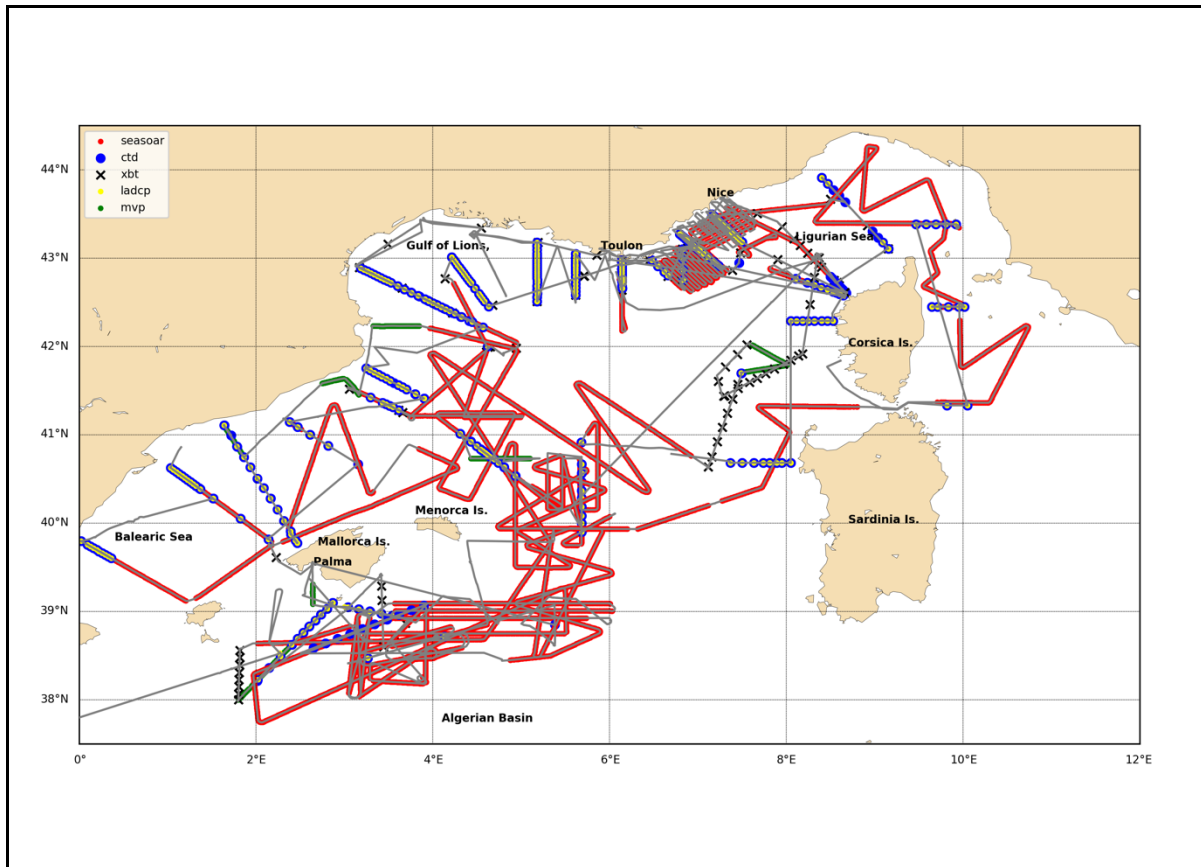 seasoar
ctd
xbt
ladcp
mvp
44°N
43°N
42°N
41°N
40°N
39°N
38°N
Nice
Gulf of Lions,
Toulon
Ligurian Sea
Corsica Is.
Menorca Is.
Sardinia Is.
Balearic Sea
Mallorca Is.
Palma
Algerian Basin
0°
2°E
4°E
6°E
8°E
10°E
12°E